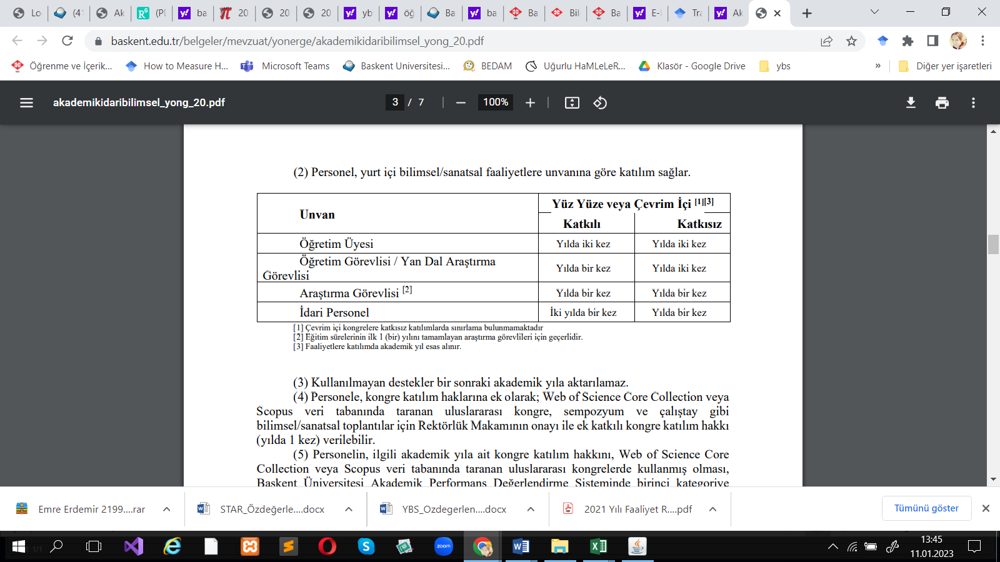 Lo
(41
Ak
(PD
ba
20
20
20
yb
öğ
Ba
ba
Ba
Bil
Ba
E-I
Tra
Ak
baskent.edu.tr/belgeler/mevzuat/yonerge/akademikidaribilimsel_yong_20.pdf
Öğrenme ve İçerik... How to Measure H... Microsoft Teams Baskent Universitesi... BEDAM Uğurlu HaMLeLeR... Klasör - Google Drive ybs » Diğer yer işaretleri
akademikidaribilimsel_yong_20.pdf 3 / 7 100%
(2) Personel, yurt içi bilimsel/sanatsal faaliyetlere unvanına göre katılım sağlar.
Unvan Yüz Yüze veya Çevrim İçi [1][3]
Katkılı Katkısız
Öğretim Üyesi Yılda iki kez Yılda iki kez
Öğretim Görevlisi / Yan Dal Araştırma
Görevlisi Yılda bir kez Yılda iki kez
Araştırma Görevlisi [2] Yılda bir kez Yılda bir kez
İdari Personel İki yılda bir kez Yılda bir kez
[1] Çevrim içi kongrelere katkısız katılımlarda sınırlama bulunmamaktadır
[2] Eğitim sürelerinin ilk 1 (bir) yılını tamamlayan araştırma görevlileri için geçerlidir.
[3] Faaliyetlere katılımda akademik yıl esas alınır.
(3) Kullanılmayan destekler bir sonraki akademik yıla aktarılamaz.
(4) Personele, kongre katılım haklarına ek olarak; Web of Science Core Collection veya
Scopus veri tabanında taranan uluslararası kongre, sempozyum ve çalıştay gibi
bilimsel/sanatsal toplantılar için Rektörlük Makamının onayı ile ek katkılı kongre katılım hakkı
(yılda 1 kez) verilebilir.
(5) Personelin, ilgili akademik yıla ait kongre katılım hakkını, Web of Science Core
Collection veya Scopus veri tabanında taranan uluslararası kongrelerde kullanmış olması,
Başkent Üniversitesi Akademik Performans Değerlendirme Sisteminde birinci kategoriye
Emre Erdemir 2199....rar STAR_Özdeğerle....docx YBS_Ozdegerlen....docx 2021 Yılı Faaliyet R....pdf Tümünü göster
zoom
13:45
11.01.2023